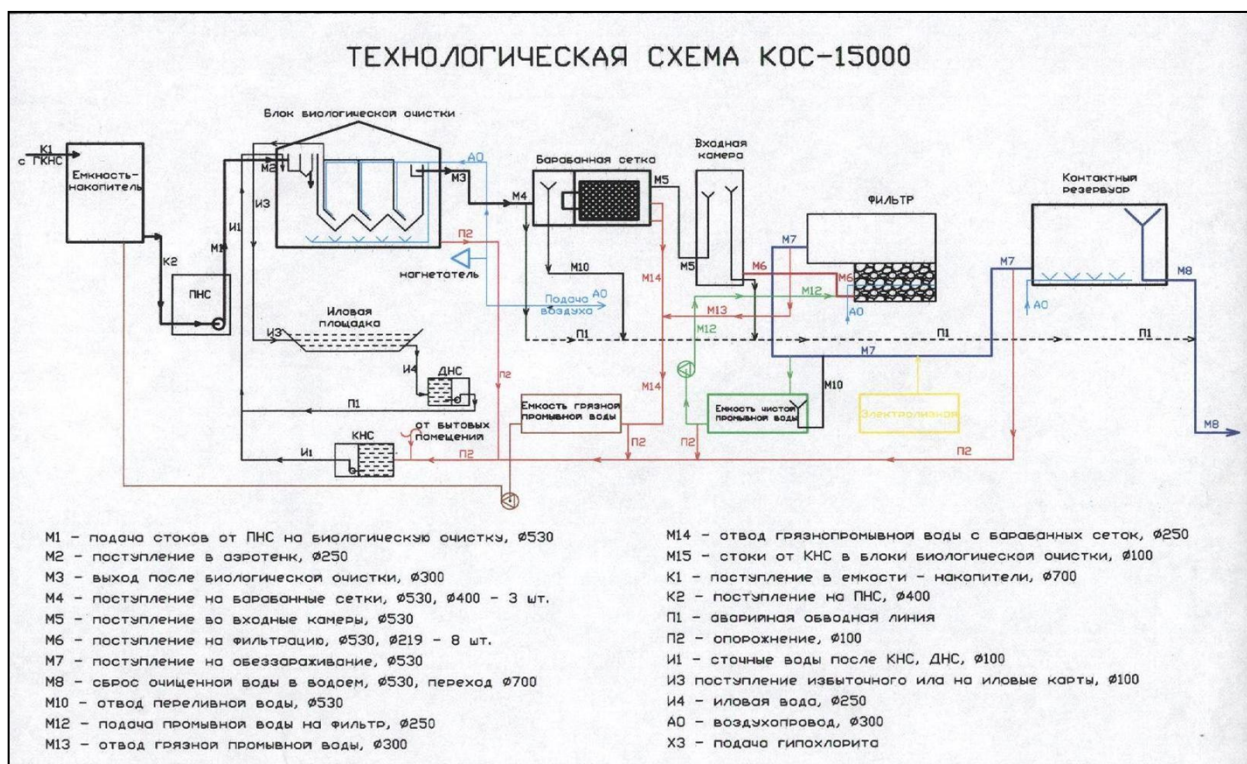 ТЕХНОЛОГИЧЕСКАЯ СХЕМА КОС-15000
Блок биологической очистки
К1
с ГКНС
Емкость-
накопитель
К2
ПНС
М1
М2
И3
И1
АО
М3
П2
нагнетатель
Подача
воздуха
АО
Барабанная сетка
М4
М5
М10
М14
Входная
камера
М5
М6
М7
ФИЛЬТР
М6
М12
АО
М13
М12
Контактный
резервуар
М7
АО
М8
Иловая
площадка
И3
И4
ДНС
П1
П1
П1
П1
М7
П2
М14
М10
от бытовых
помещений
КНС
И1
П2
Емкость грязной
промывной воды
П2
Емкость чистой
промывной воды
П2
Электролизная
П2
М8
М1 - подача стоков от ПНС на биологическую очистку, Ø530
М2 - поступление в аэротенк, Ø250
М3 - выход после биологической очистки, Ø300
М4 - поступление на барабанные сетки, Ø530, Ø400 - 3 шт.
М5 - поступление во входные камеры, Ø530
М6 - поступление на фильтрацию, Ø530, Ø219 - 8 шт.
М7 - поступление на обеззараживание, Ø530
М8 - сброс очищенной воды в водоем, Ø530, переход Ø700
М10 - отвод переливной воды, Ø530
М12 - подача промывной воды на фильтр, Ø250
М13 - отвод грязной промывной воды, Ø300
М14 - отвод грязнопромывной воды с барабанных сеток, Ø250
М15 - стоки от КНС в блоки биологической очистки, Ø100
К1 - поступление в емкости - накопители, Ø700
К2 - поступление на ПНС, Ø400
П1 - аварийная обводная линия
П2 - опорожнение, Ø100
И1 - сточные воды после КНС, ДНС, Ø100
И3 поступление избыточного ила на иловые карты, Ø100
И4 - иловая вода, Ø250
АО - воздухопровод, Ø300
Х3 - подача гипохлорита